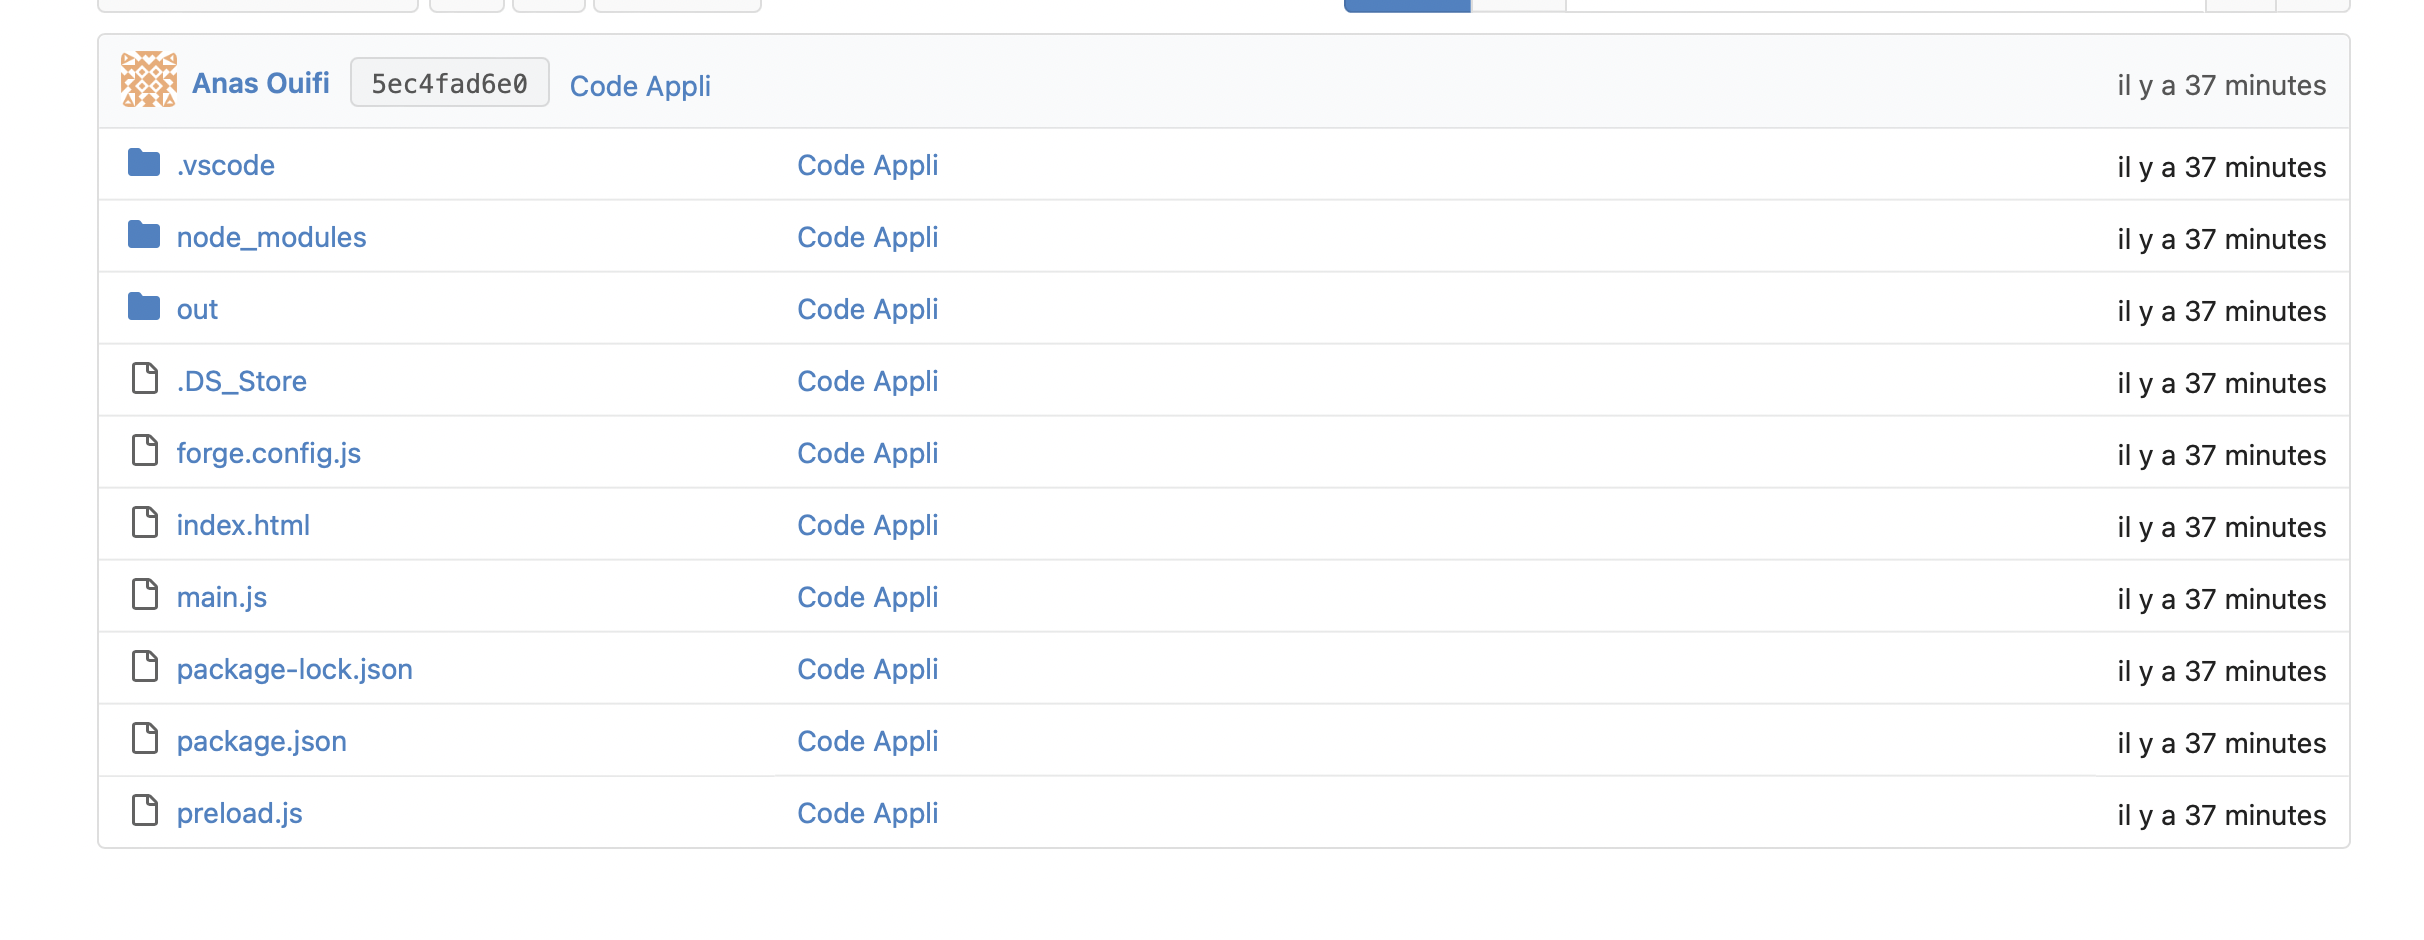 Anas Ouifi 5ec4fad6e0 Code Appli il y a 37 minutes
.vscode Code Appli il y a 37 minutes
node_modules Code Appli il y a 37 minutes
out Code Appli il y a 37 minutes
.DS_Store Code Appli il y a 37 minutes
forge.config.js Code Appli il y a 37 minutes
index.html Code Appli il y a 37 minutes
main.js Code Appli il y a 37 minutes
package-lock.json Code Appli il y a 37 minutes
package.json Code Appli il y a 37 minutes
preload.js Code Appli il y a 37 minutes